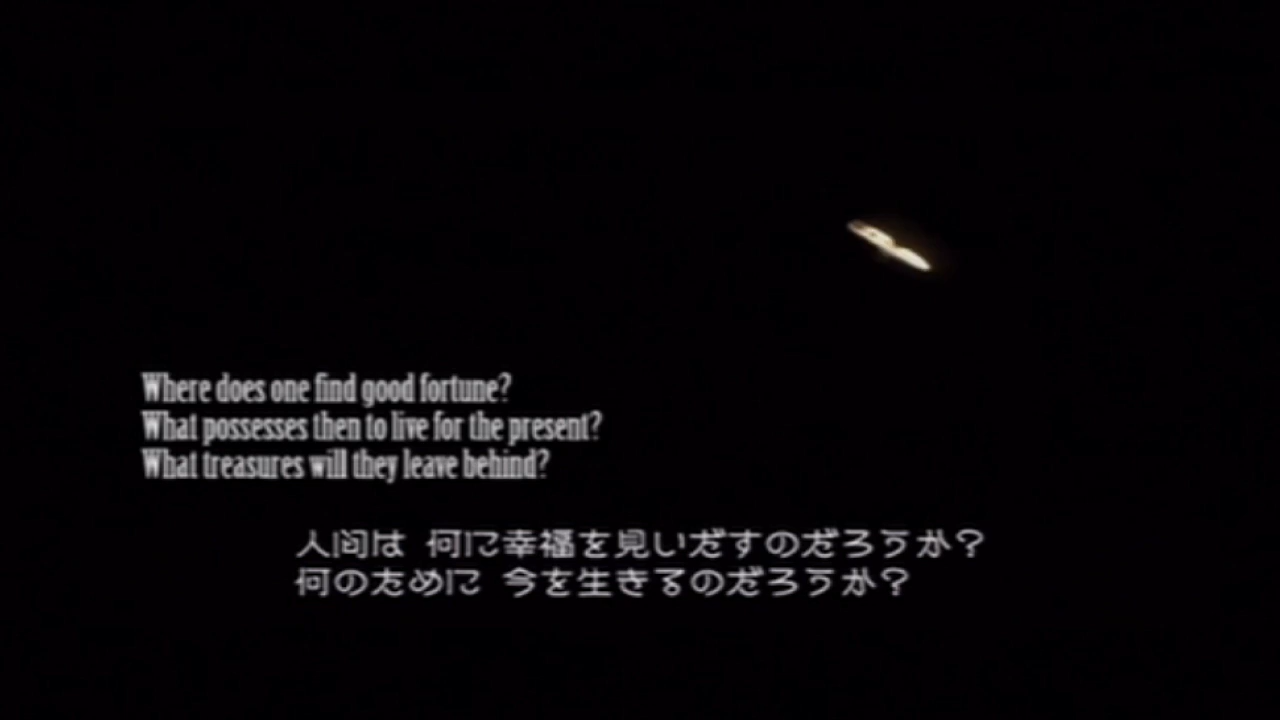 Where does one find good fortune?
What possesses then to live for the present?
What treasures will they leave behind?
人间は 何に幸福を見いだすのだろうか?
何のために 今を生きるのだろうか?